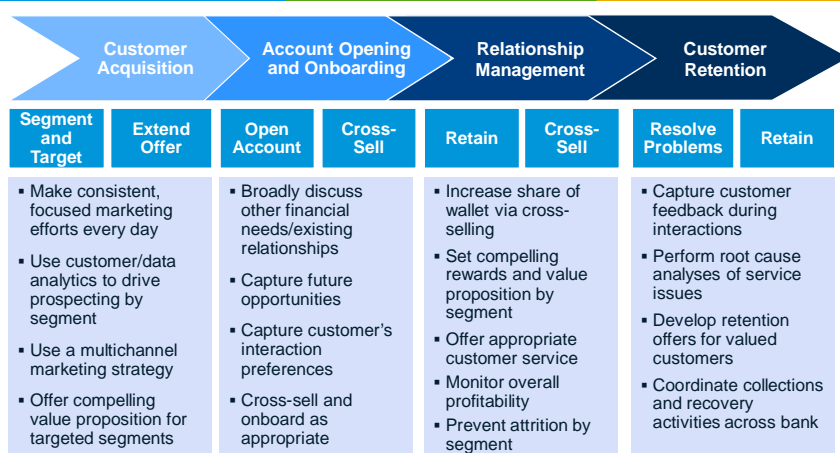 Customer
Acquisition
Account Opening
and Onboarding
Relationship
Management
Customer
Retention
Segment
and
Target
Extend
Offer
Open
Account
Cross-
Sell
Retain
Cross-
Sell
Resolve
Problems
Retain
▪ Make consistent,
focused marketing
efforts every day
▪ Use customer/data
analytics to drive
prospecting by
segment
▪ Use a multichannel
marketing strategy
▪ Offer compelling
value proposition for
targeted segments
▪ Broadly discuss
other financial
needs/existing
relationships
▪ Capture future
opportunities
▪ Capture customer’s
interaction
preferences
▪ Cross-sell and
onboard as
appropriate
▪ Increase share of
wallet via cross-
selling
▪ Set compelling
rewards and value
proposition by
segment
▪ Offer appropriate
customer service
▪ Monitor overall
profitability
▪ Prevent attrition by
segment
▪ Capture customer
feedback during
interactions
▪ Perform root cause
analyses of service
issues
▪ Develop retention
offers for valued
customers
▪ Coordinate collections
and recovery
activities across bank